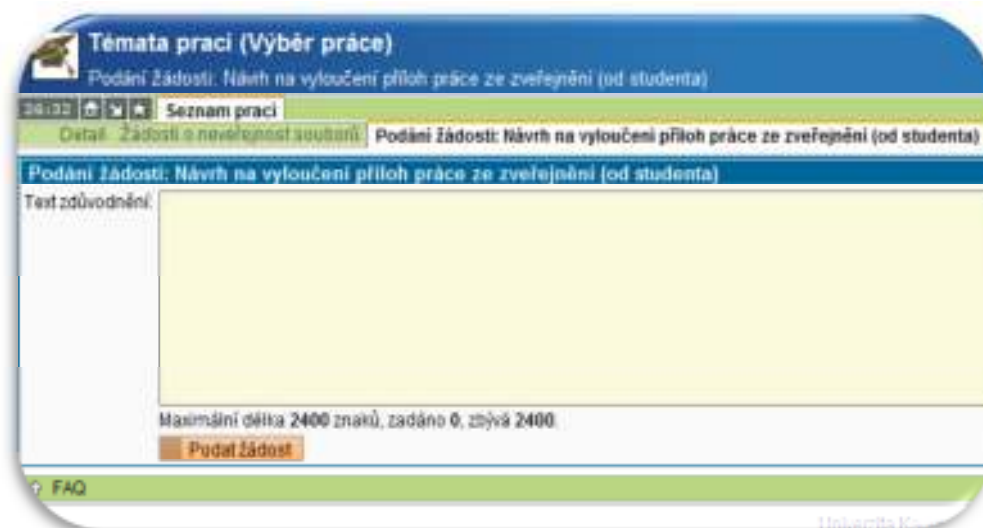 Témata prací (Výběr práce)
Podání žádosti: Návrh na vyloučení příloh práce ze zveřejnění (od studenta)
Seznam prací
Detail Žádosti o neveřejnost souborů Podání žádosti: Návrh na vyloučení příloh práce ze zveřejnění (od studenta)
Podání žádosti: Návrh na vyloučení příloh práce ze zveřejnění (od studenta)
Text zdůvodnění:
Maximální délka 2400 znaků, zadáno 0, zbývá 2400.
Podat žádost
FAQ
Univerzita